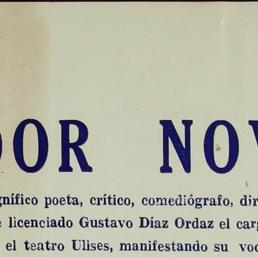 DOR NOV
gnífico poeta, crítico, comediógrafo, dir
e licenciado Gustavo Díaz Ordaz el carg
el teatro Ulises, manifestando su voc